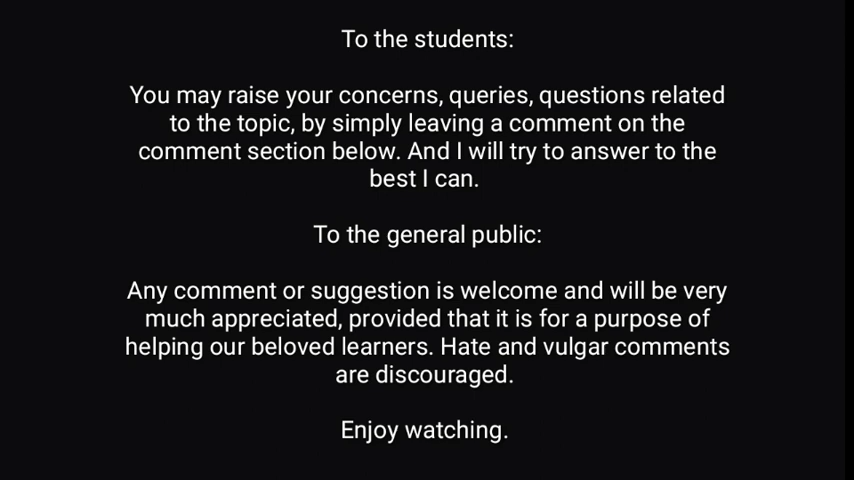 To the students:
You may raise your concerns, queries, questions related
to the topic, by simply leaving a comment on the
comment section below. And I will try to answer to the
best I can.
To the general public:
Any comment or suggestion is welcome and will be very
much appreciated, provided that it is for a purpose of
helping our beloved learners. Hate and vulgar comments
are discouraged.
Enjoy watching.